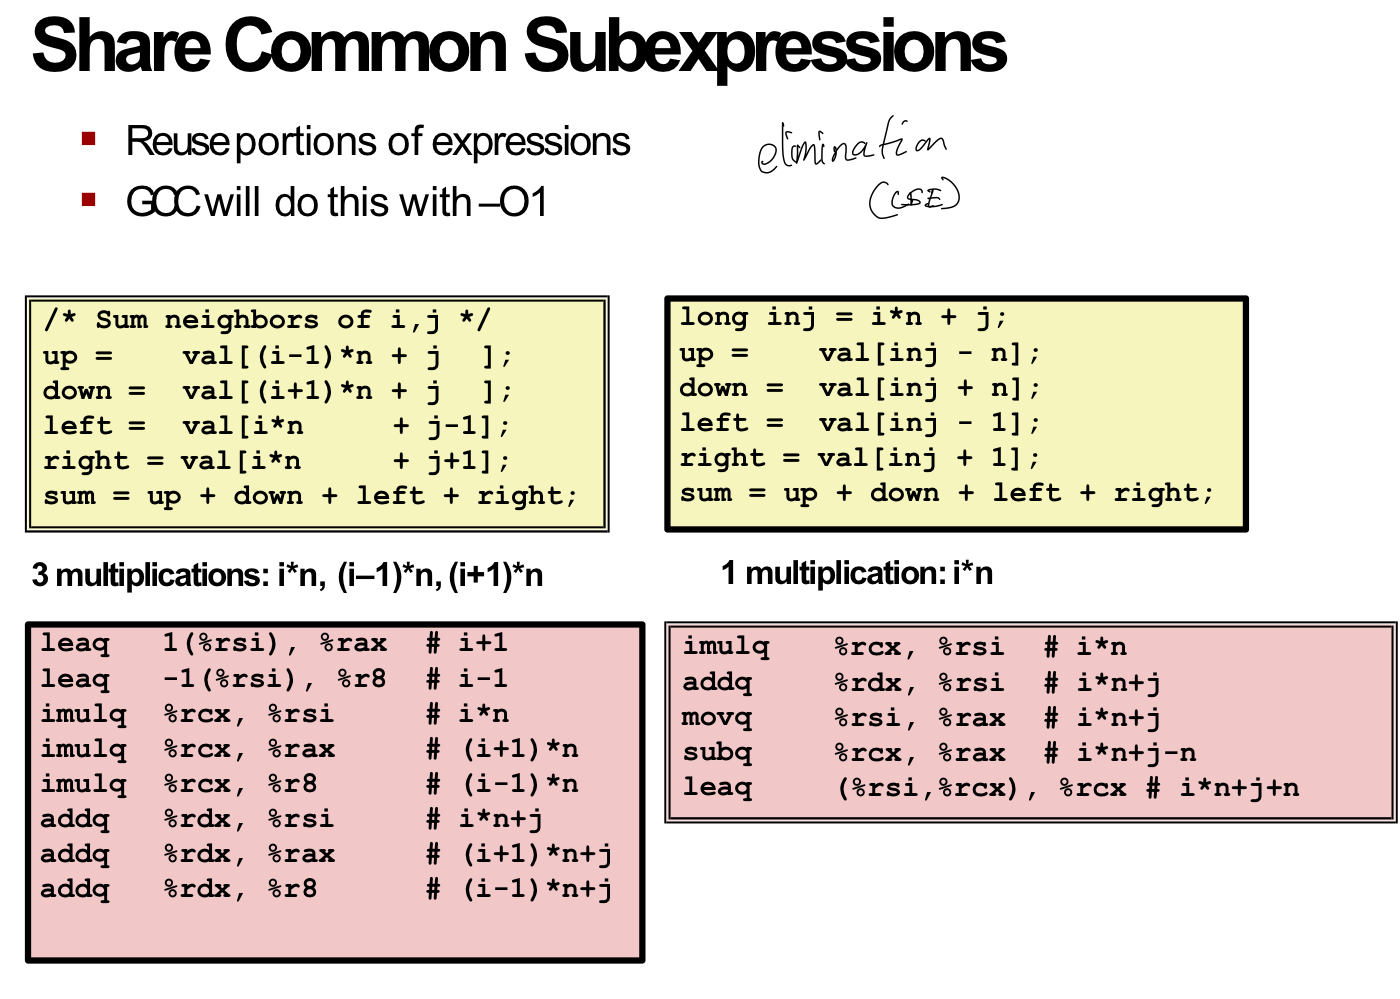 Share Common Subexpressions
▪ Reuse portions of expressions
▪ GCC will do this with –O1
elimination
(CSE)
/* Sum neighbors of i,j */
up =    val[(i-1)*n + j  ];
down =  val[(i+1)*n + j  ];
left =  val[i*n     + j-1];
right = val[i*n     + j+1];
sum = up + down + left + right;
3 multiplications: i*n, (i–1)*n, (i+1)*n
leaq   1(%rsi), %rax  # i+1
leaq   -1(%rsi), %r8  # i-1
imulq  %rcx, %rsi     # i*n
imulq  %rcx, %rax     # (i+1)*n
imulq  %rcx, %r8      # (i-1)*n
addq   %rdx, %rsi     # i*n+j
addq   %rdx, %rax     # (i+1)*n+j
addq   %rdx, %r8      # (i-1)*n+j
long inj = i*n + j;
up =    val[inj - n];
down =  val[inj + n];
left =  val[inj - 1];
right = val[inj + 1];
sum = up + down + left + right;
1 multiplication: i*n
imulq    %rcx, %rsi  # i*n
addq     %rdx, %rsi  # i*n+j
movq     %rsi, %rax  # i*n+j
subq     %rcx, %rax  # i*n+j-n
leaq     (%rsi,%rcx), %rcx # i*n+j+n